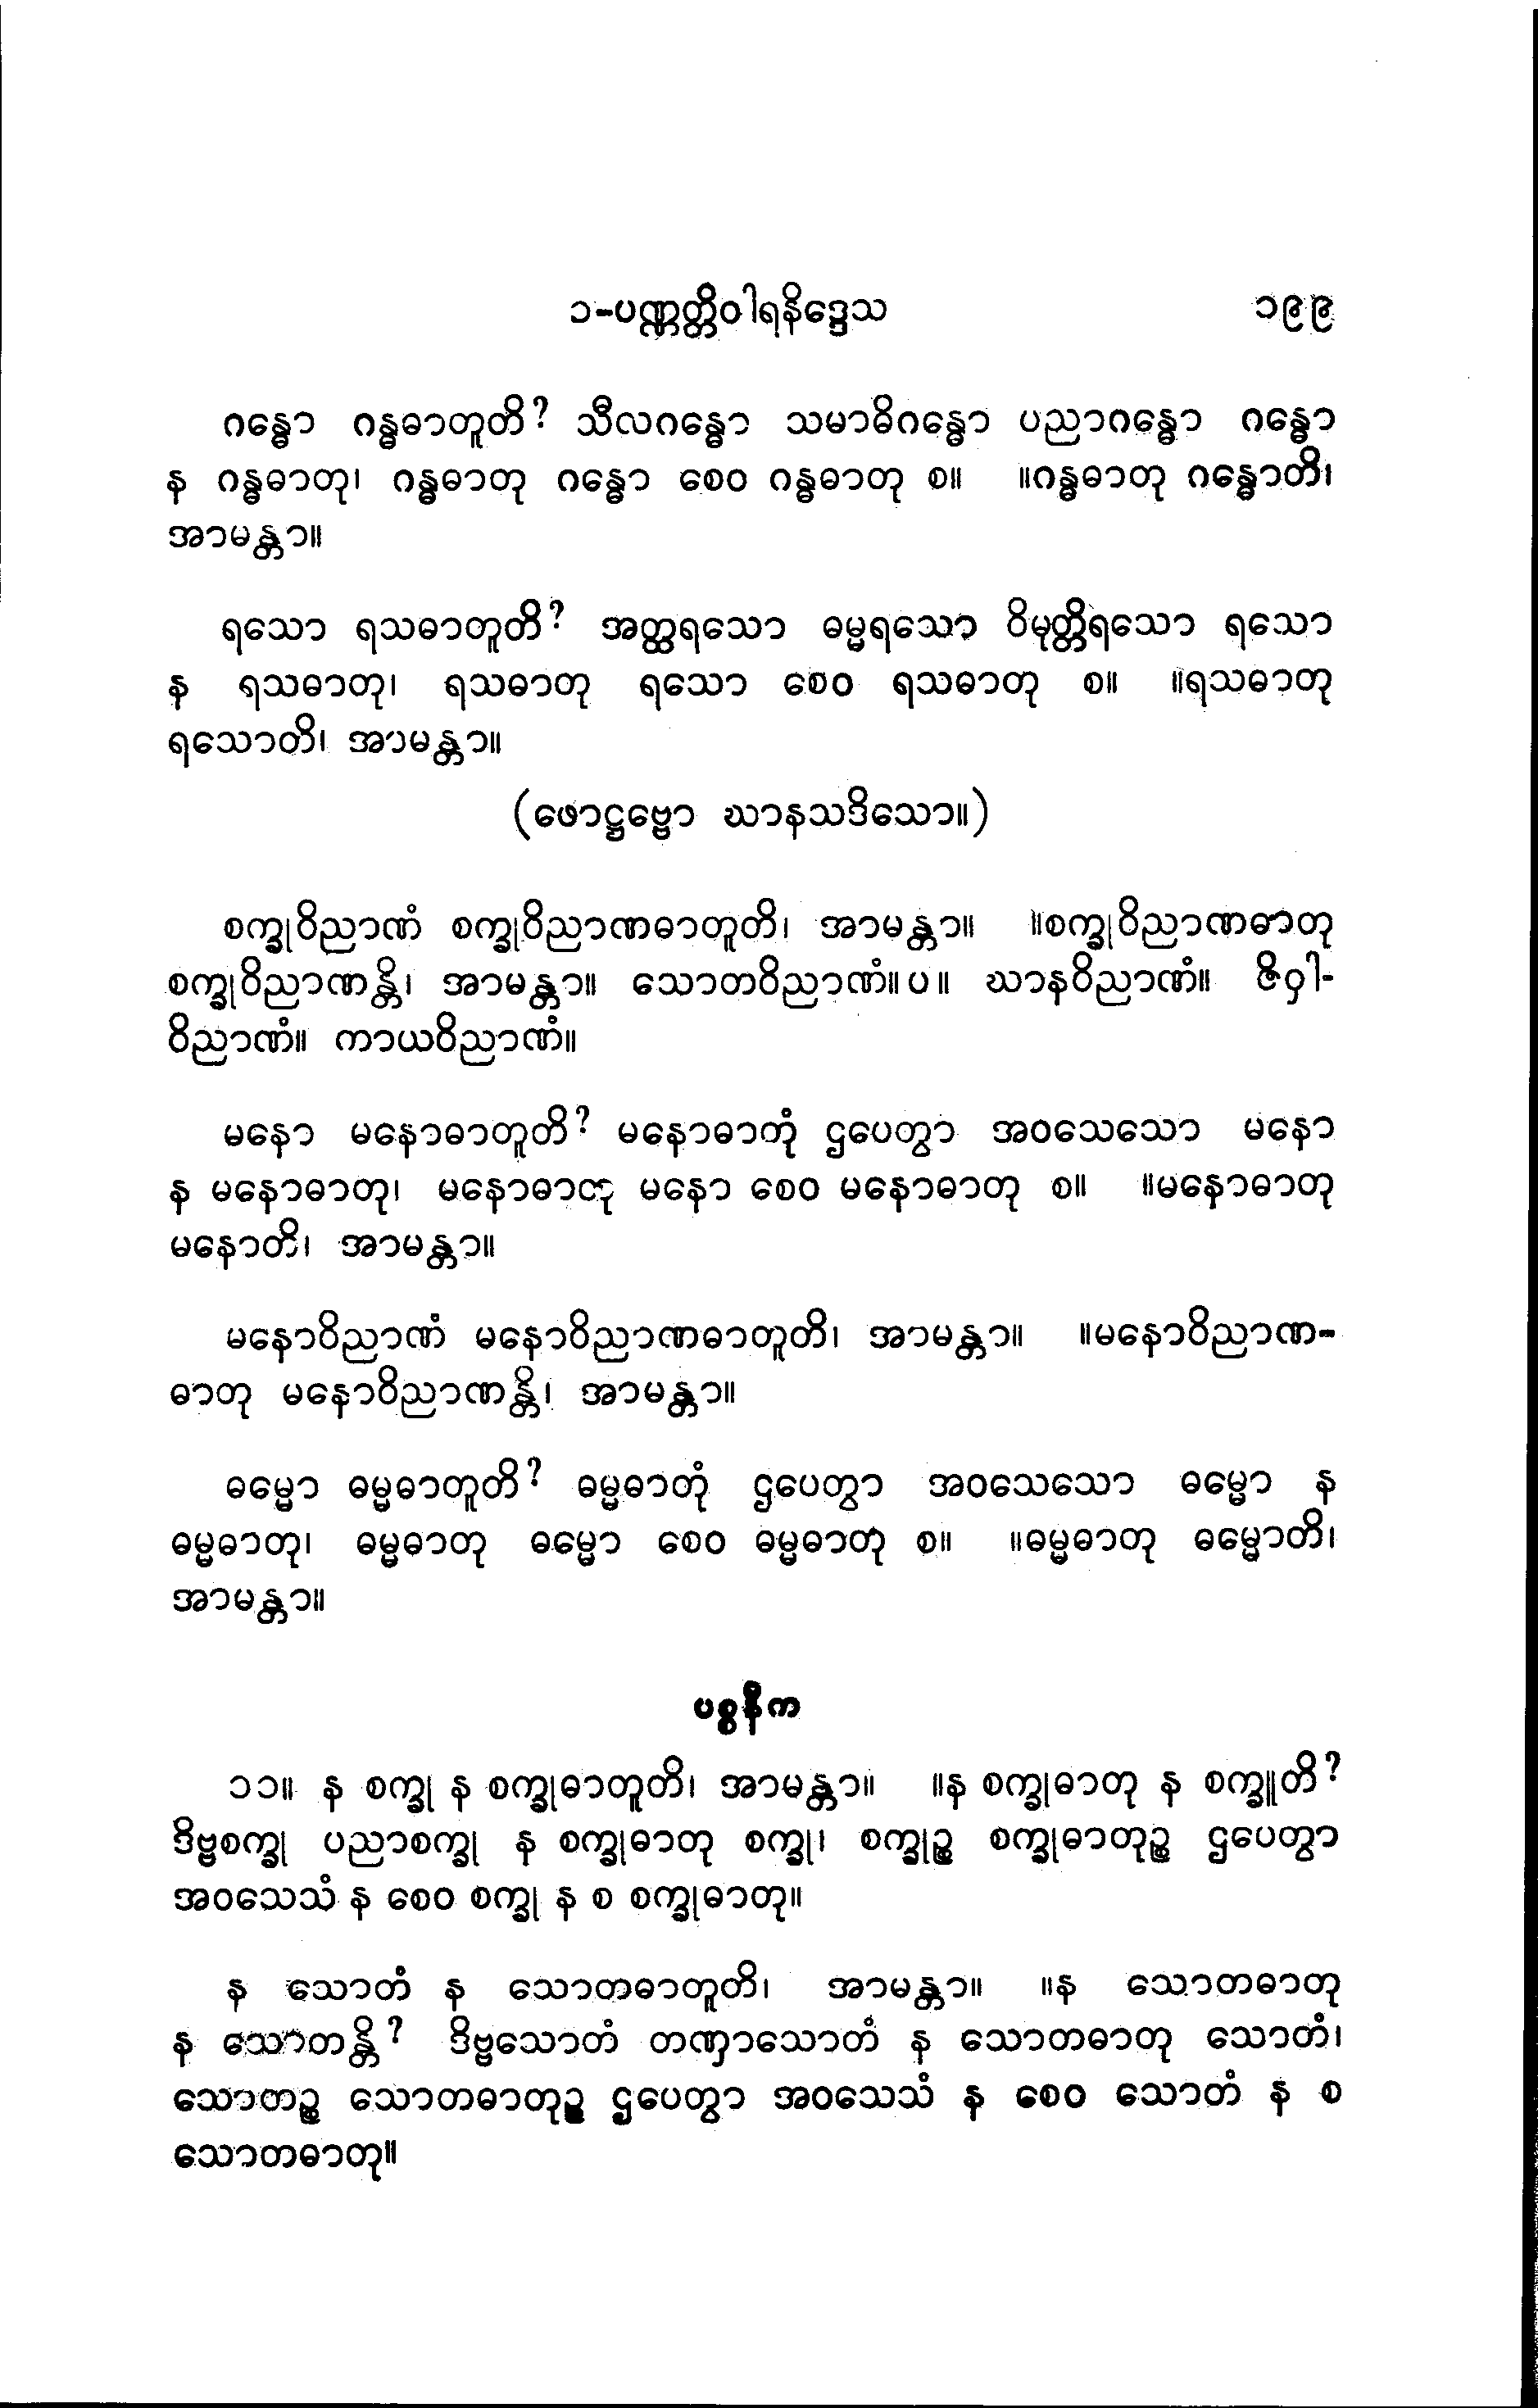 ၁-ပဏ္ဏတ္တိဝါရနိဒ္ဒေသ ၁၉၉
ဂန္ဓော ဂန္ဓဓာတူတိ? သီလဂန္ဓော သမာဓိဂန္ဓော ပညာဂန္ဓော ဂန္ဓော
န ဂန္ဓဓာတု၊ ဂန္ဓဓာတု ဂန္ဓော စေဝ ဂန္ဓဓာတု စ။ ။ဂန္ဓဓာတု ဂန္ဓောတိ၊
အာမန္တာ။
ရသော ရသဓာတူတိ? အတ္ထရသော ဓမ္မရသော ဝိမုတ္တိရသော ရသော
န ရသဓာတု၊ ရသဓာတု ရသော စေဝ ရသဓာတု စ။ ။ရသဓာတု
ရသောတိ၊ အာမန္တာ။
(ဖောဋ္ဌဗ္ဗော ဃာနသဒိသော။)
စက္ခုဝိညာဏံ စက္ခုဝိညာဏဓာတူတိ၊ အာမန္တာ။ ။စက္ခုဝိညာဏဓာတု
စက္ခုဝိညာဏန္တိ၊ အာမန္တာ။ သောတဝိညာဏံ။ပ။ ဃာနဝိညာဏံ။ ဇိဝှါ-
ဝိညာဏံ။ ကာယဝိညာဏံ။
မနော မနောဓာတူတိ? မနောဓာတုံ ဌပေတွာ အဝသေသော မနော
န မနောဓာတု၊ မနောဓာတု မနော စေဝ မနောဓာတု စ။ ။မနောဓာတု
မနောတိ၊ အာမန္တာ။
မနောဝိညာဏံ မနောဝိညာဏဓာတူတိ၊ အာမန္တာ။ ။မနောဝိညာဏ-
ဓာတု မနောဝိညာဏန္တိ၊ အာမန္တာ။
ဓမ္မော ဓမ္မဓာတူတိ? ဓမ္မဓာတုံ ဌပေတွာ အဝသေသော ဓမ္မော န
ဓမ္မဓာတု၊ ဓမ္မဓာတု ဓမ္မော စေဝ ဓမ္မဓာတု စ။ ။ဓမ္မဓာတု ဓမ္မောတိ၊
အာမန္တာ။
ပစ္စနီက
၁၁။ န စက္ခု န စက္ခုဓာတူတိ၊ အာမန္တာ။ ။န စက္ခုဓာတု န စက္ခူတိ?
ဒိဗ္ဗစက္ခု ပညာစက္ခု န စက္ခုဓာတု စက္ခု၊ စက္ခုဉ္စ စက္ခုဓာတုဉ္စ ဌပေတွာ
အဝသေသံ န စေဝ စက္ခု န စ စက္ခုဓာတု။
န သောတံ န သောတဓာတူတိ၊ အာမန္တာ။ ။န သောတဓာတု
န သောတန္တိ? ဒိဗ္ဗသောတံ တဏှာသောတံ န သောတဓာတု သောတံ၊
သောတဉ္စ သောတဓာတုဉ္စ ဌပေတွာ အဝသေသံ န စေဝ သောတံ န စ
သောတဓာတု။